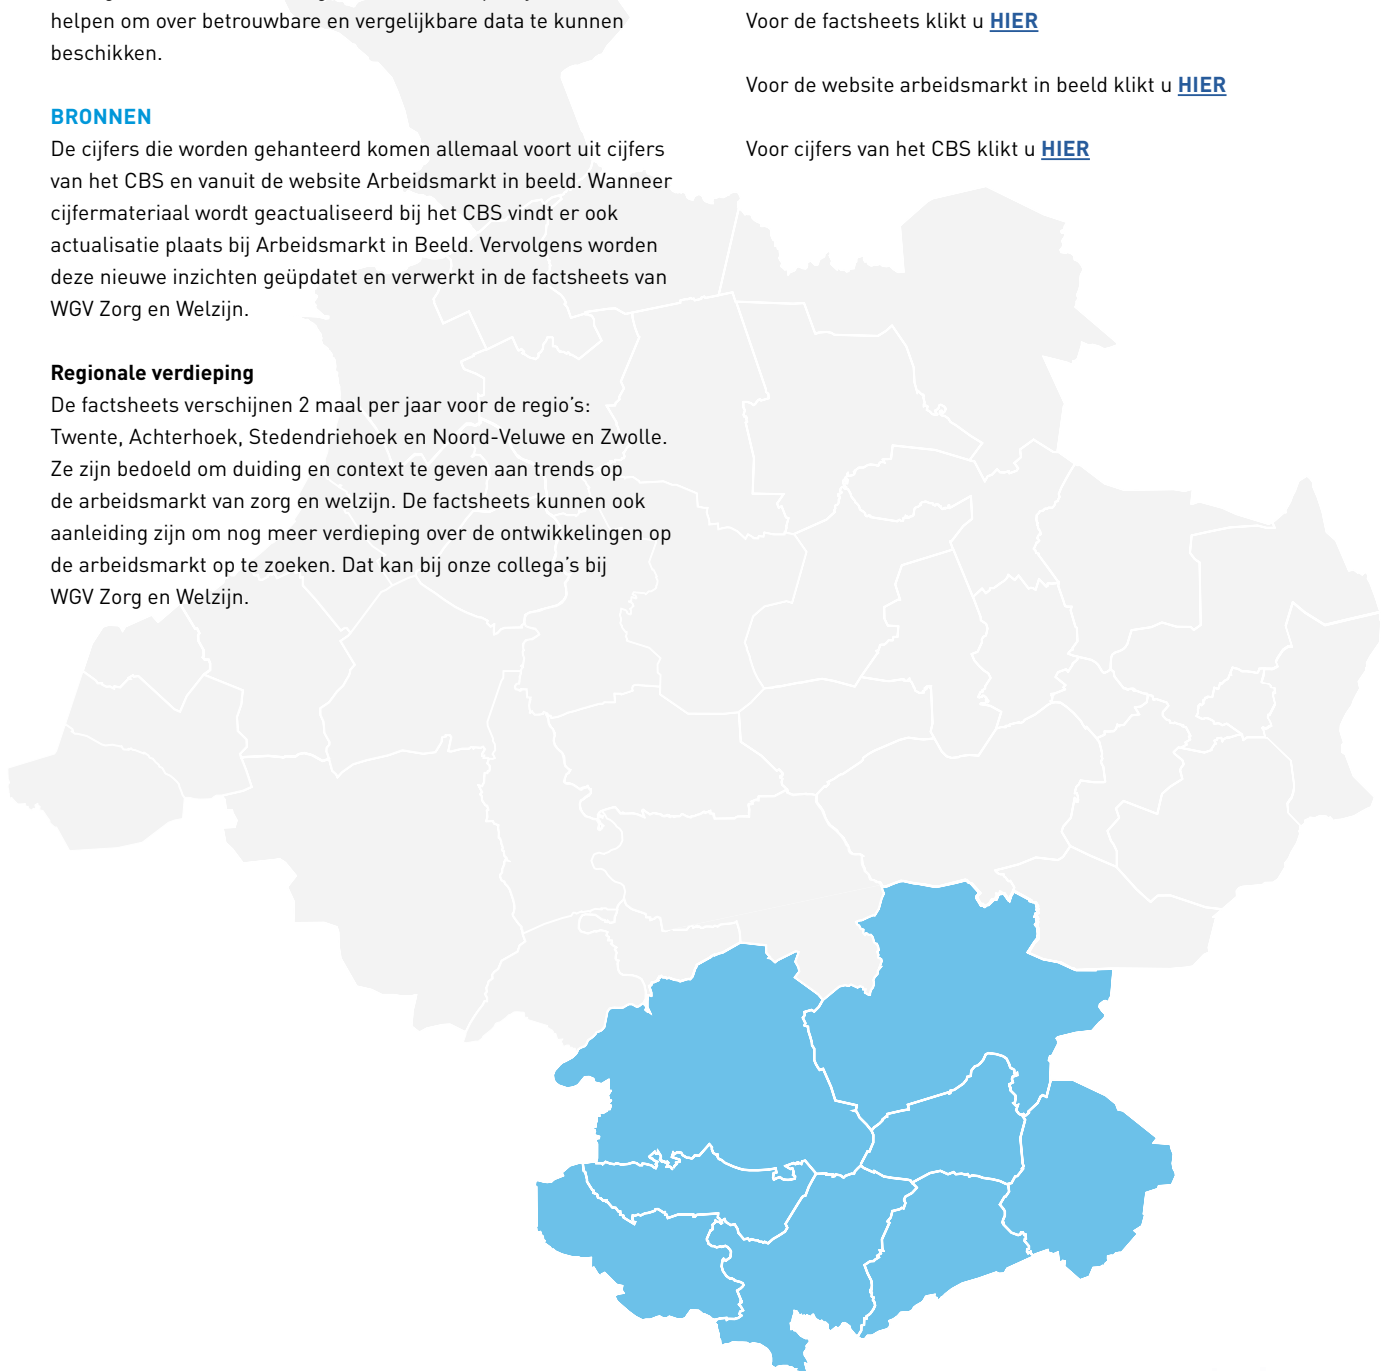 helpen om over betrouwbare en vergelijkbare data te kunnen
beschikken.
BRONNEN
De cijfers die worden gehanteerd komen allemaal voort uit cijfers
van het CBS en vanuit de website Arbeidsmarkt in beeld. Wanneer
cijfermateriaal wordt geactualiseerd bij het CBS vindt er ook
actualisatie plaats bij Arbeidsmarkt in Beeld. Vervolgens worden
deze nieuwe inzichten geüpdatet en verwerkt in de factsheets van
WGV Zorg en Welzijn.
Regionale verdieping
De factsheets verschijnen 2 maal per jaar voor de regio’s:
Twente, Achterhoek, Stedendriehoek en Noord-Veluwe en Zwolle.
Ze zijn bedoeld om duiding en context te geven aan trends op
de arbeidsmarkt van zorg en welzijn. De factsheets kunnen ook
aanleiding zijn om nog meer verdieping over de ontwikkelingen op
de arbeidsmarkt op te zoeken. Dat kan bij onze collega’s bij
WGV Zorg en Welzijn.
Voor de factsheets klikt u HIER
Voor de website arbeidsmarkt in beeld klikt u HIER
Voor cijfers van het CBS klikt u HIER